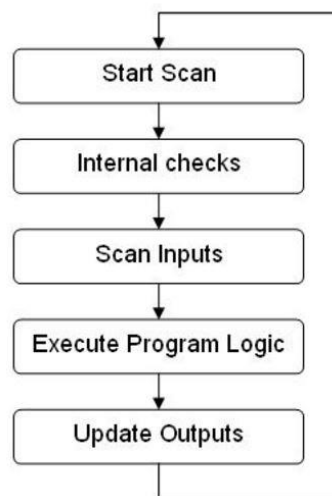 Start Scan
Internal checks
Scan Inputs
Execute Program Logic
Update Outputs